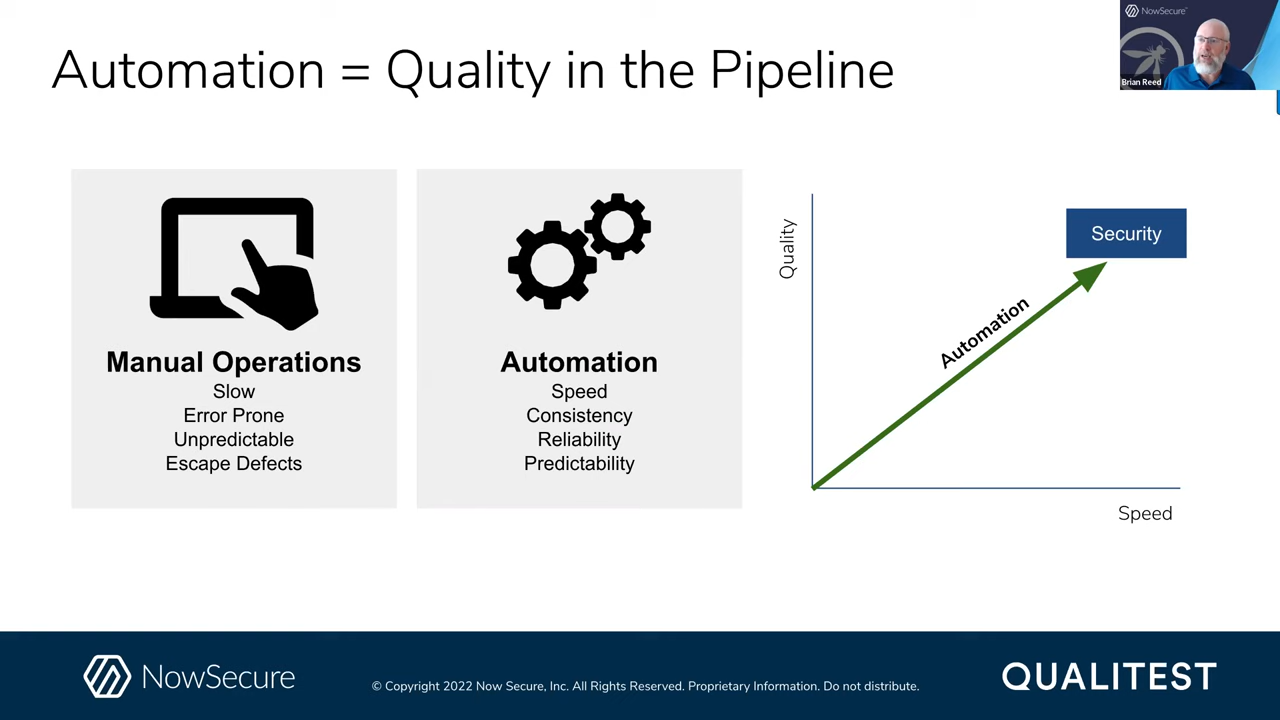 Automation = Quality in the Pipeline
NowSecure
Brian Reed
Manual Operations
Slow
Error Prone
Unpredictable
Escape Defects
Automation
Speed
Consistency
Reliability
Predictability
Quality
Security
Automation
Speed
NowSecure
© Copyright 2022 Now Secure, Inc. All Rights Reserved. Proprietary Information. Do not distribute.
QUALITEST